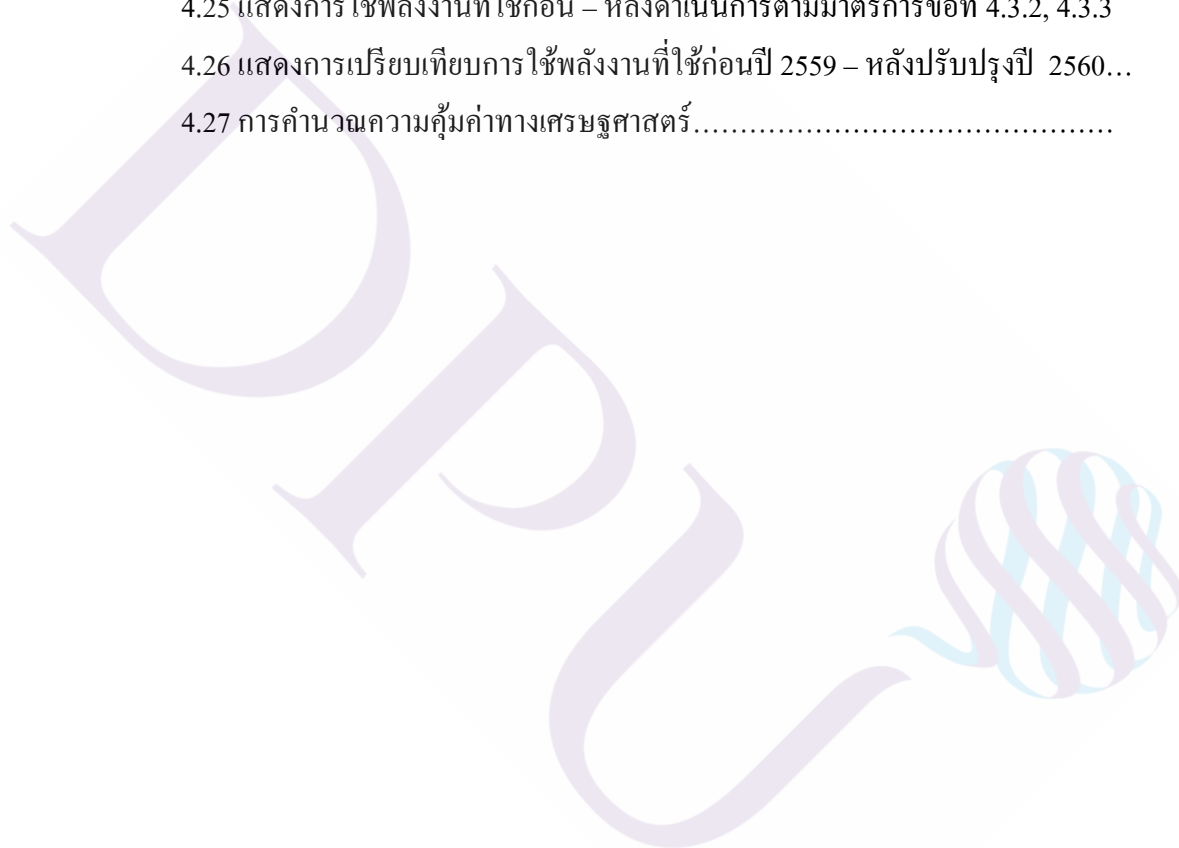 4.25 แสดงการใช้พลังงานที่ใช้ก่อน – หลังดำเนินการตามมาตรการข้อที่ 4.3.2, 4.3.3
4.26 แสดงการเปรียบเทียบการใช้พลังงานที่ใช้ก่อนปี 2559 – หลังปรับปรุงปี 2560…
4.27 การคำนวณความคุ้มค่าทางเศรษฐศาสตร์………………………………………
DPU